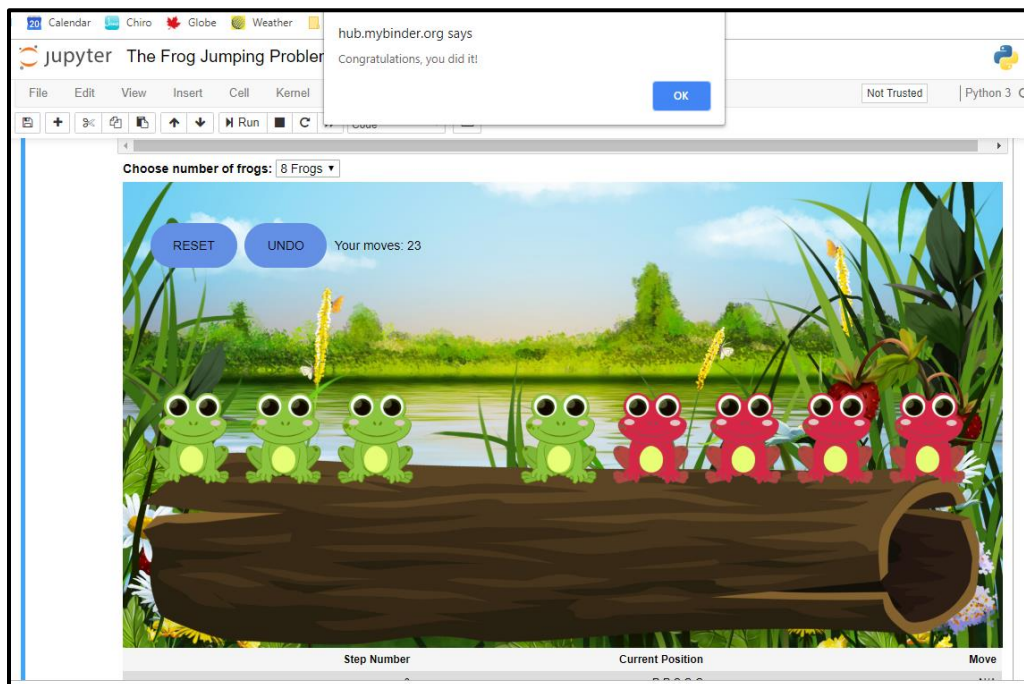 20 Calendar Chiro Globe Weather
hub.mybinder.org says
Congratulations, you did it!
OK
jupyter The Frog Jumping Problem
File Edit View Insert Cell Kernel Not Trusted Python 3
Run
Choose number of frogs: 8 Frogs
RESET UNDO Your moves: 23
Step Number Current Position Move